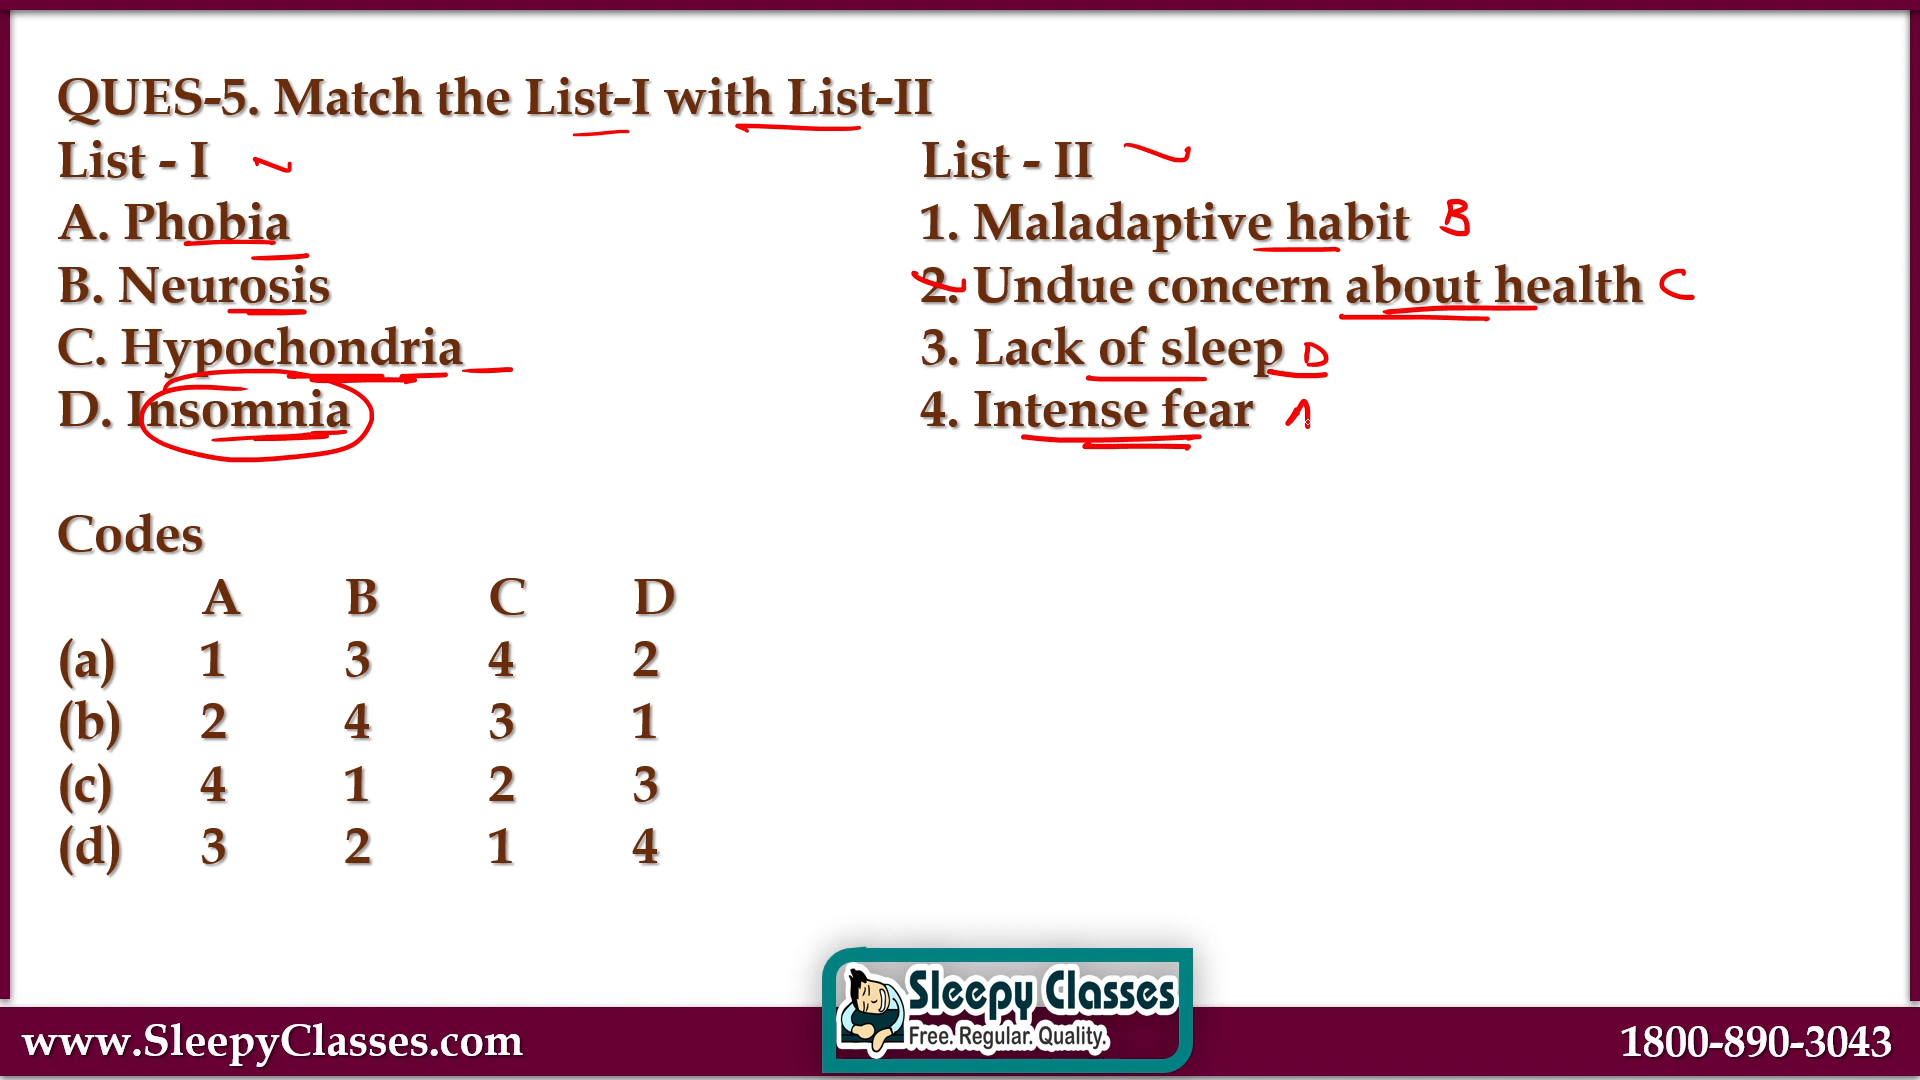 QUES-5. Match the List-I with List-II
List - I
List - II
A. Phobia
1. Maladaptive habit B
B. Neurosis
2. Undue concern about health C
C. Hypochondria
3. Lack of sleep D
D. Insomnia
4. Intense fear A
Codes
A B C D
(a) 1 3 4 2
(b) 2 4 3 1
(c) 4 1 2 3
(d) 3 2 1 4
Sleepy Classes
Free. Regular. Quality.
www.SleepyClasses.com
1800-890-3043